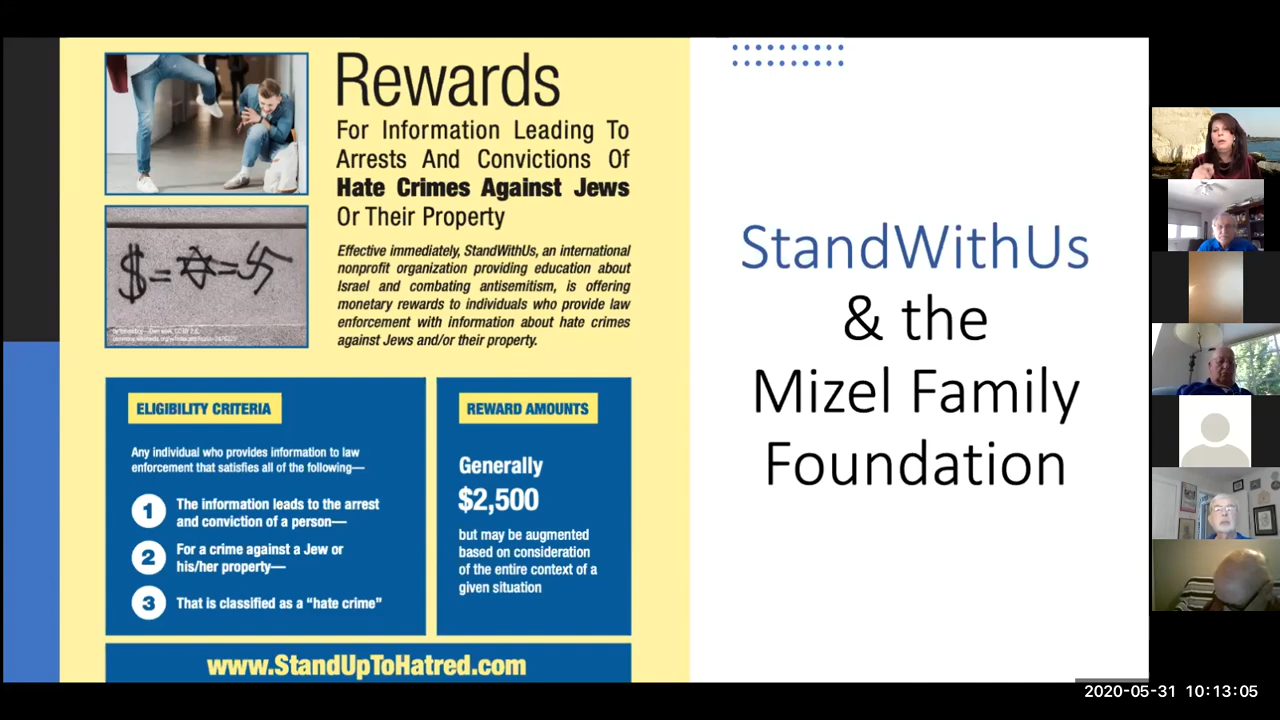 Rewards
For Information Leading To
Arrests And Convictions Of
Hate Crimes Against Jews
Or Their Property
Effective immediately, StandWithUs, an international
nonprofit organization providing education about
Israel and combating antisemitism, is offering
monetary rewards to individuals who provide law
enforcement with information about hate crimes
against Jews and/or their property.
ELIGIBILITY CRITERIA
Any individual who provides information to law
enforcement that satisfies all of the following—
1 The information leads to the arrest
and conviction of a person—
2 For a crime against a Jew or
his/her property—
3 That is classified as a “hate crime”
REWARD AMOUNTS
Generally
$2,500
but may be augmented
based on consideration
of the entire context of a
given situation
www.StandUpToHatred.com
StandWithUs
& the
Mizel Family
Foundation
2020-05-31 10:13:05